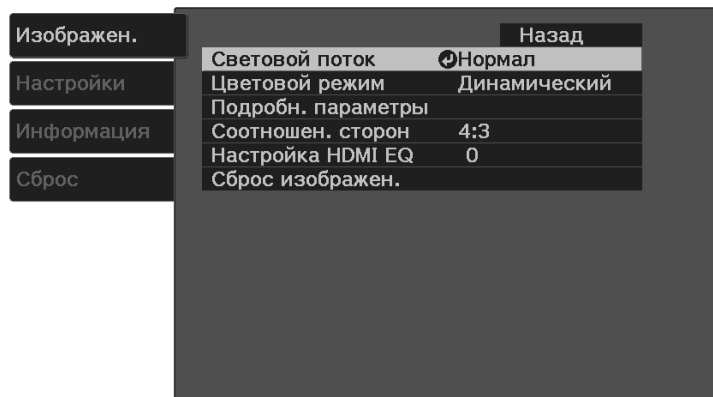 Изображен.
Настройки
Информация
Сброс
Назад
Световой поток Нормал
Цветовой режим Динамический
Подробн. параметры
Соотношен. сторон 4:3
Настройка HDMI EQ 0
Сброс изображен.